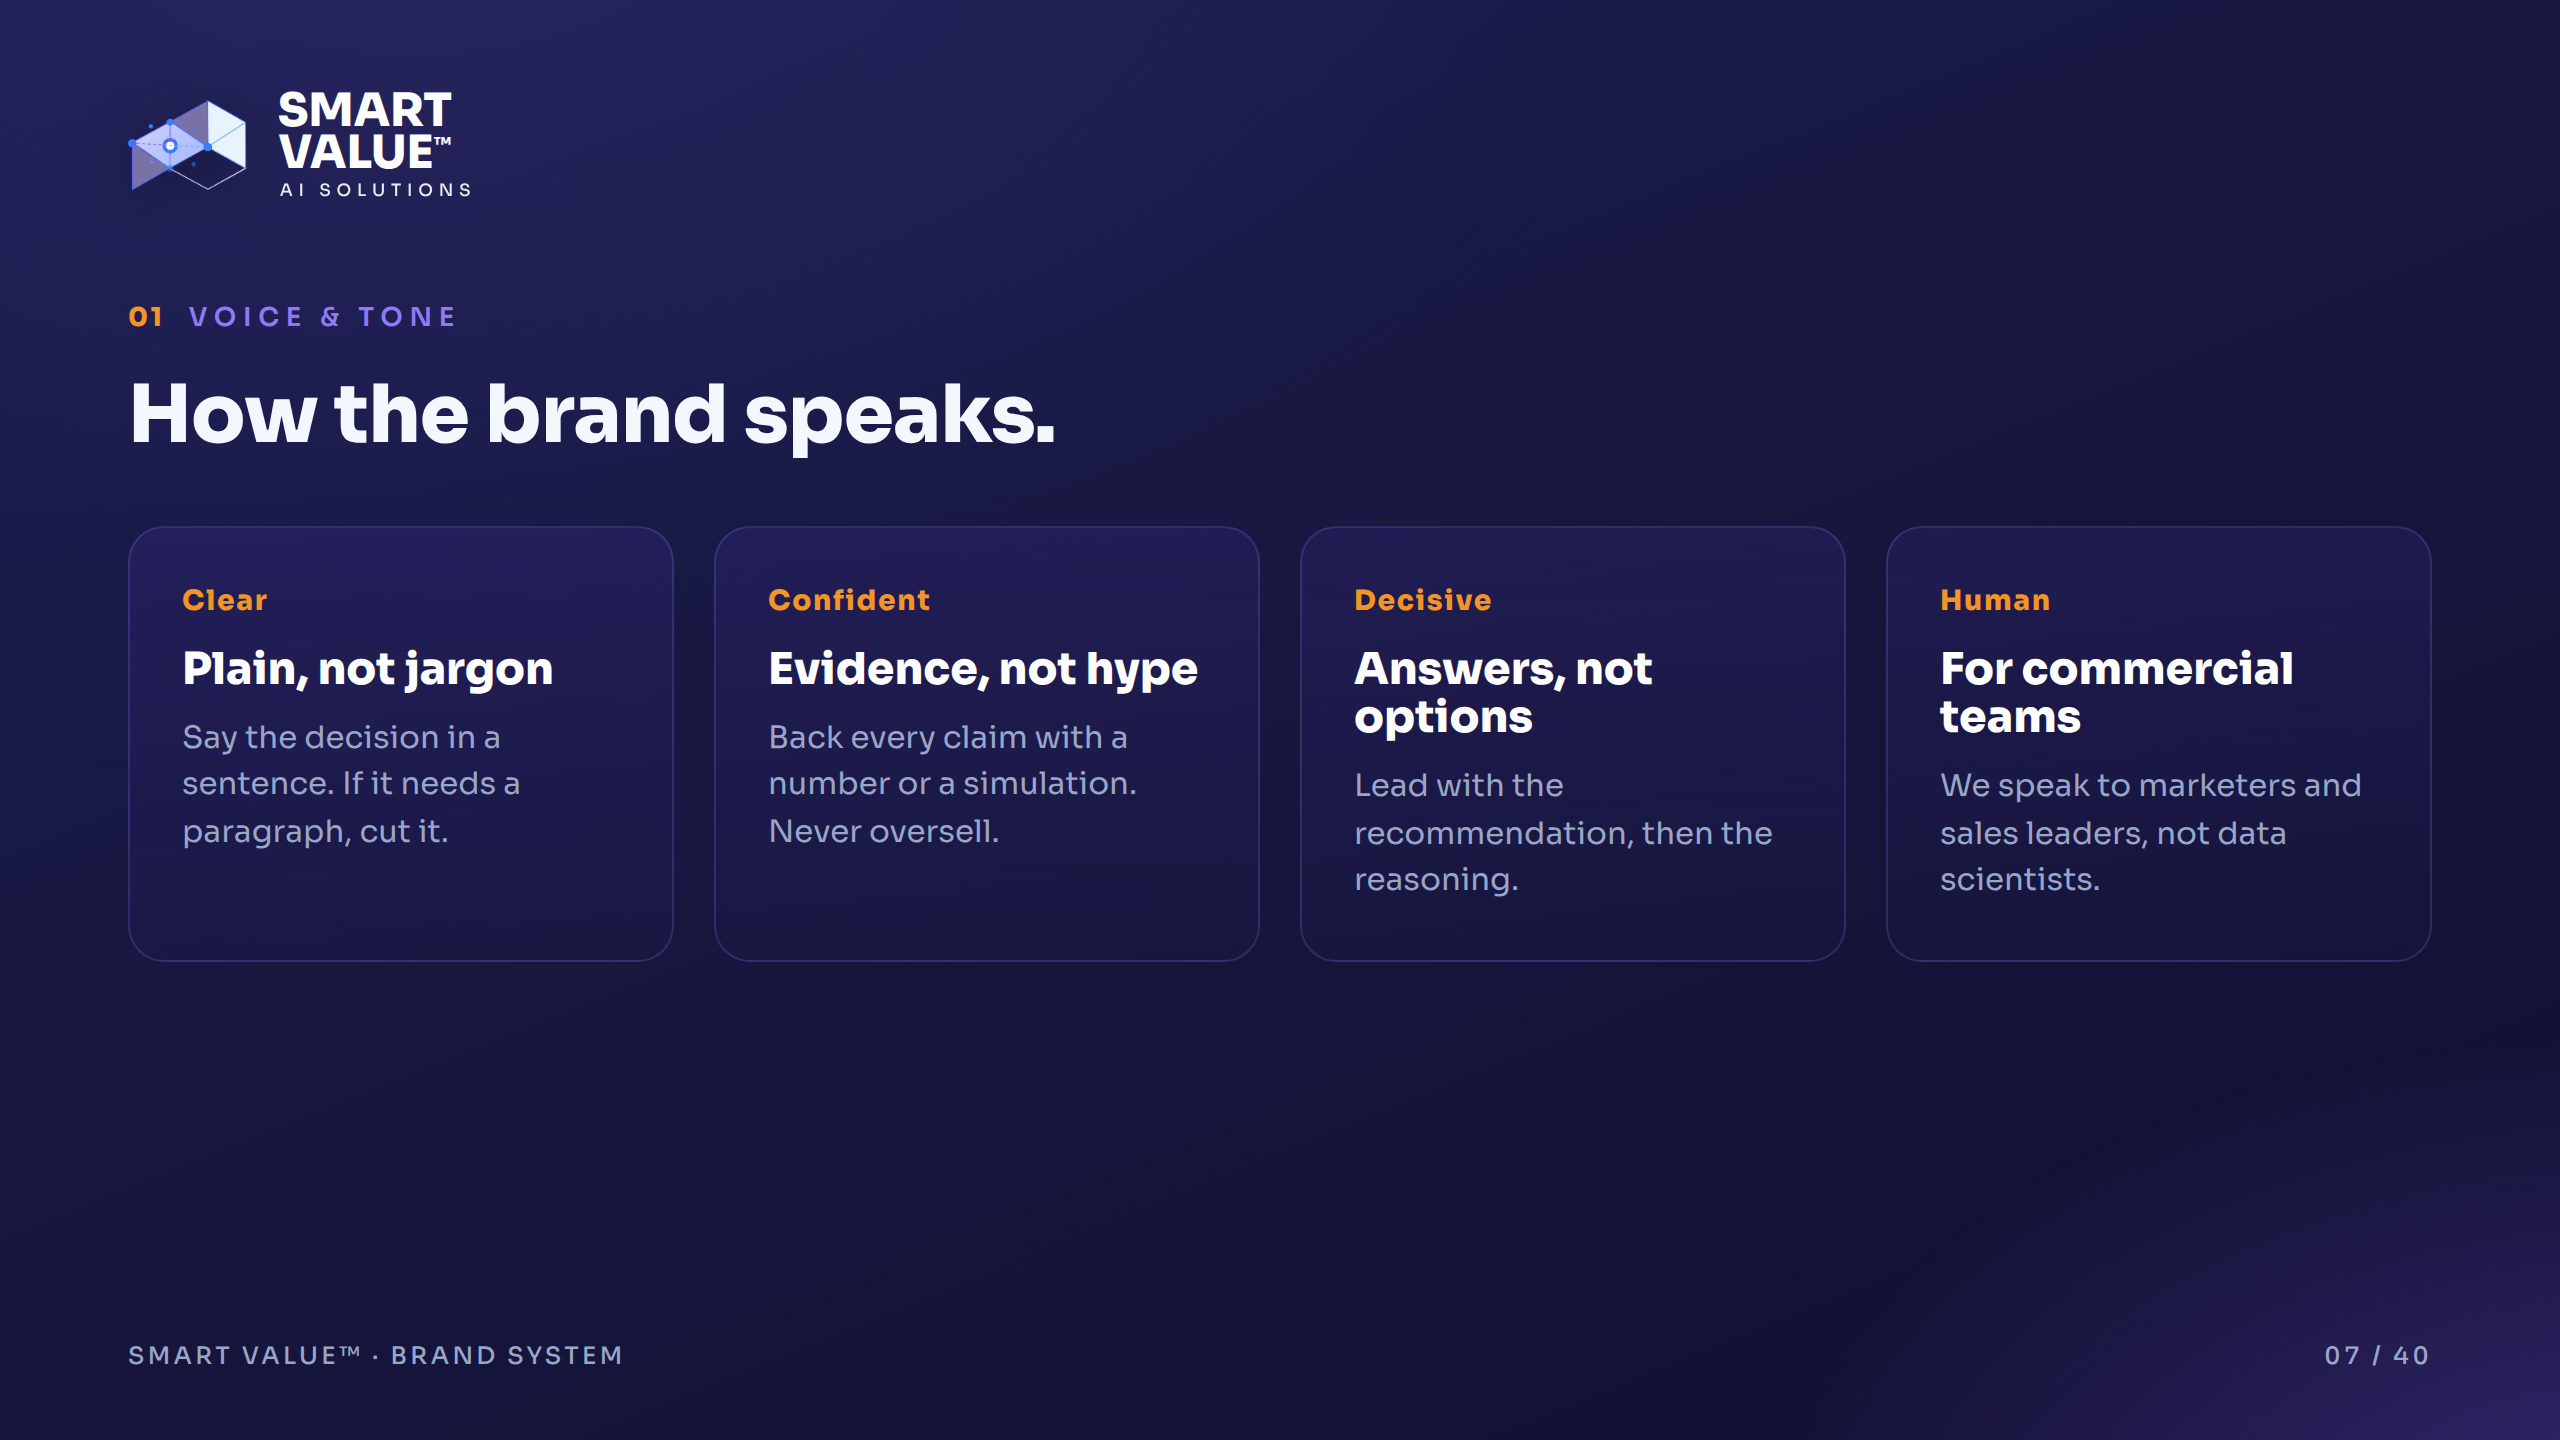 SMART
VALUE™
AI SOLUTIONS
01 VOICE & TONE
How the brand speaks.
Clear
Plain, not jargon
Say the decision in a
sentence. If it needs a
paragraph, cut it.
Confident
Evidence, not hype
Back every claim with a
number or a simulation.
Never oversell.
Decisive
Answers, not
options
Lead with the
recommendation, then the
reasoning.
Human
For commercial
teams
We speak to marketers and
sales leaders, not data
scientists.
SMART VALUE™ · BRAND SYSTEM
07 / 40